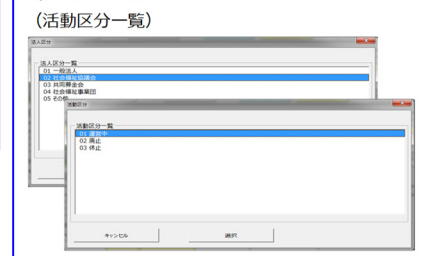 (活動区分一覧)
法人区分
法人区分一覧
01 一般法人
02 社会福祉協議会
03 共同募金会
04 社会福祉事業団
05 その他
活動区分
活動区分一覧
01 運営中
02 廃止
03 休止
キャンセル
選択